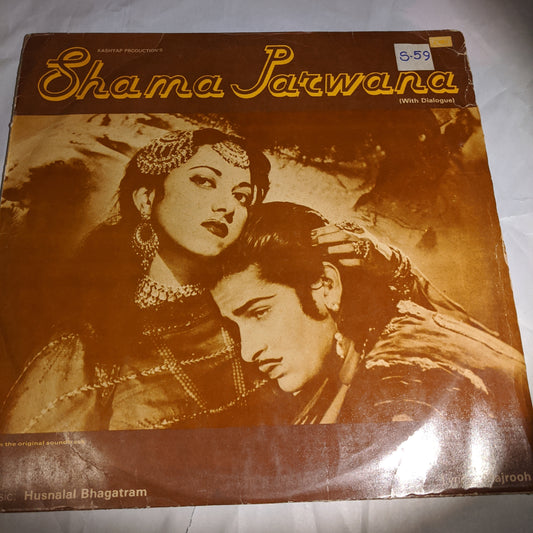 KASHYAP PRODUCTION'S
Shama Parwana
(With Dialogue)
S-59
the original soundtrack
Husnalal Bhagatram